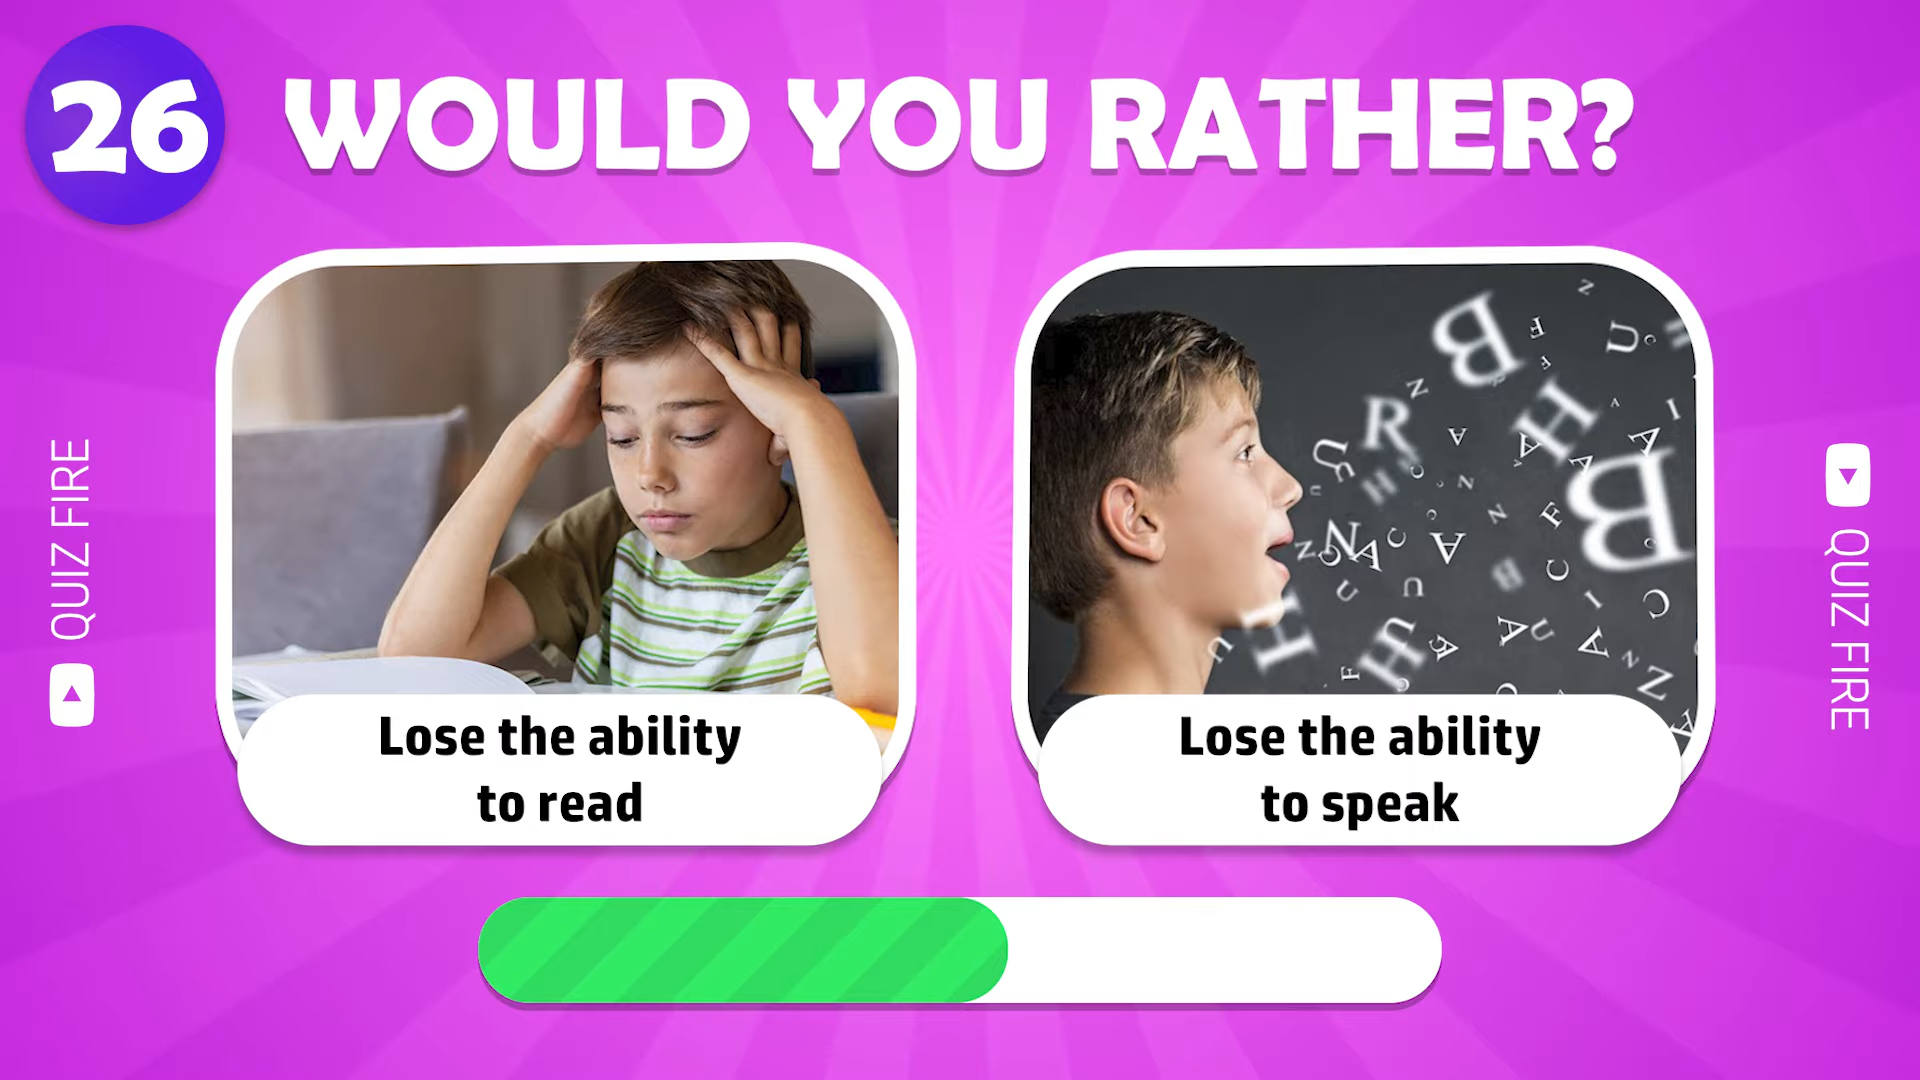 26
WOULD YOU RATHER?
QUIZ FIRE
Lose the ability
to read
Lose the ability
to speak
QUIZ FIRE